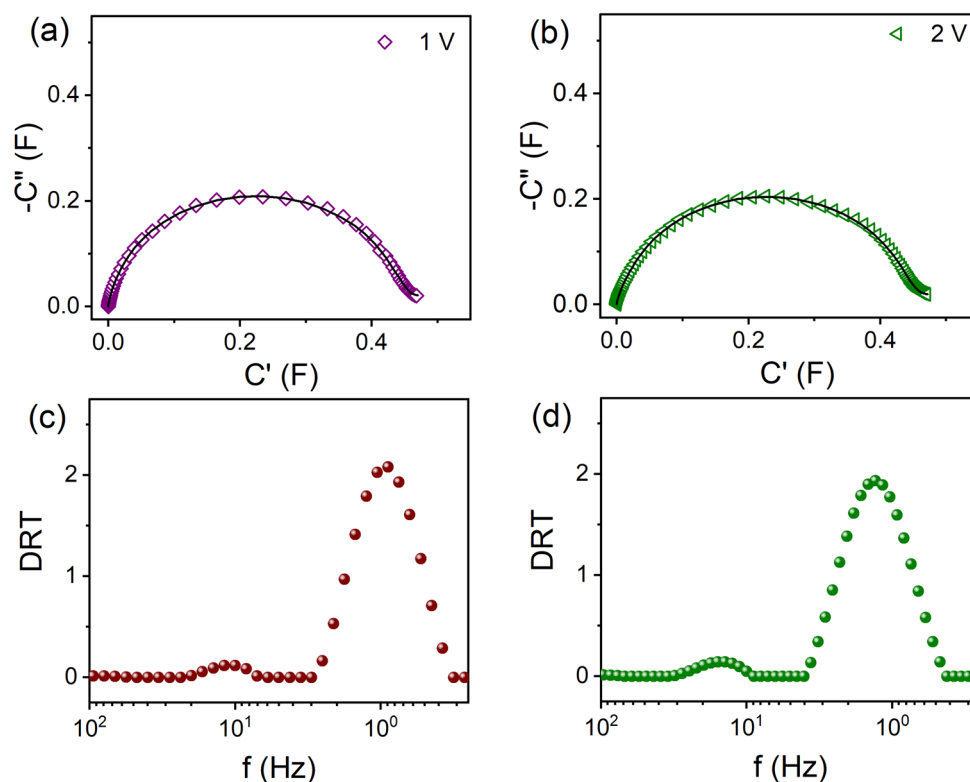 (a)
1 V
-C" (F)
0.4
0.2
0.0
0.0
0.2
0.4
C' (F)
(b)
2 V
-C" (F)
0.4
0.2
0.0
0.0
0.2
0.4
C' (F)
(c)
DRT
2
1
0
10²
10¹
10⁰
f (Hz)
(d)
DRT
2
1
0
10²
10¹
10⁰
f (Hz)